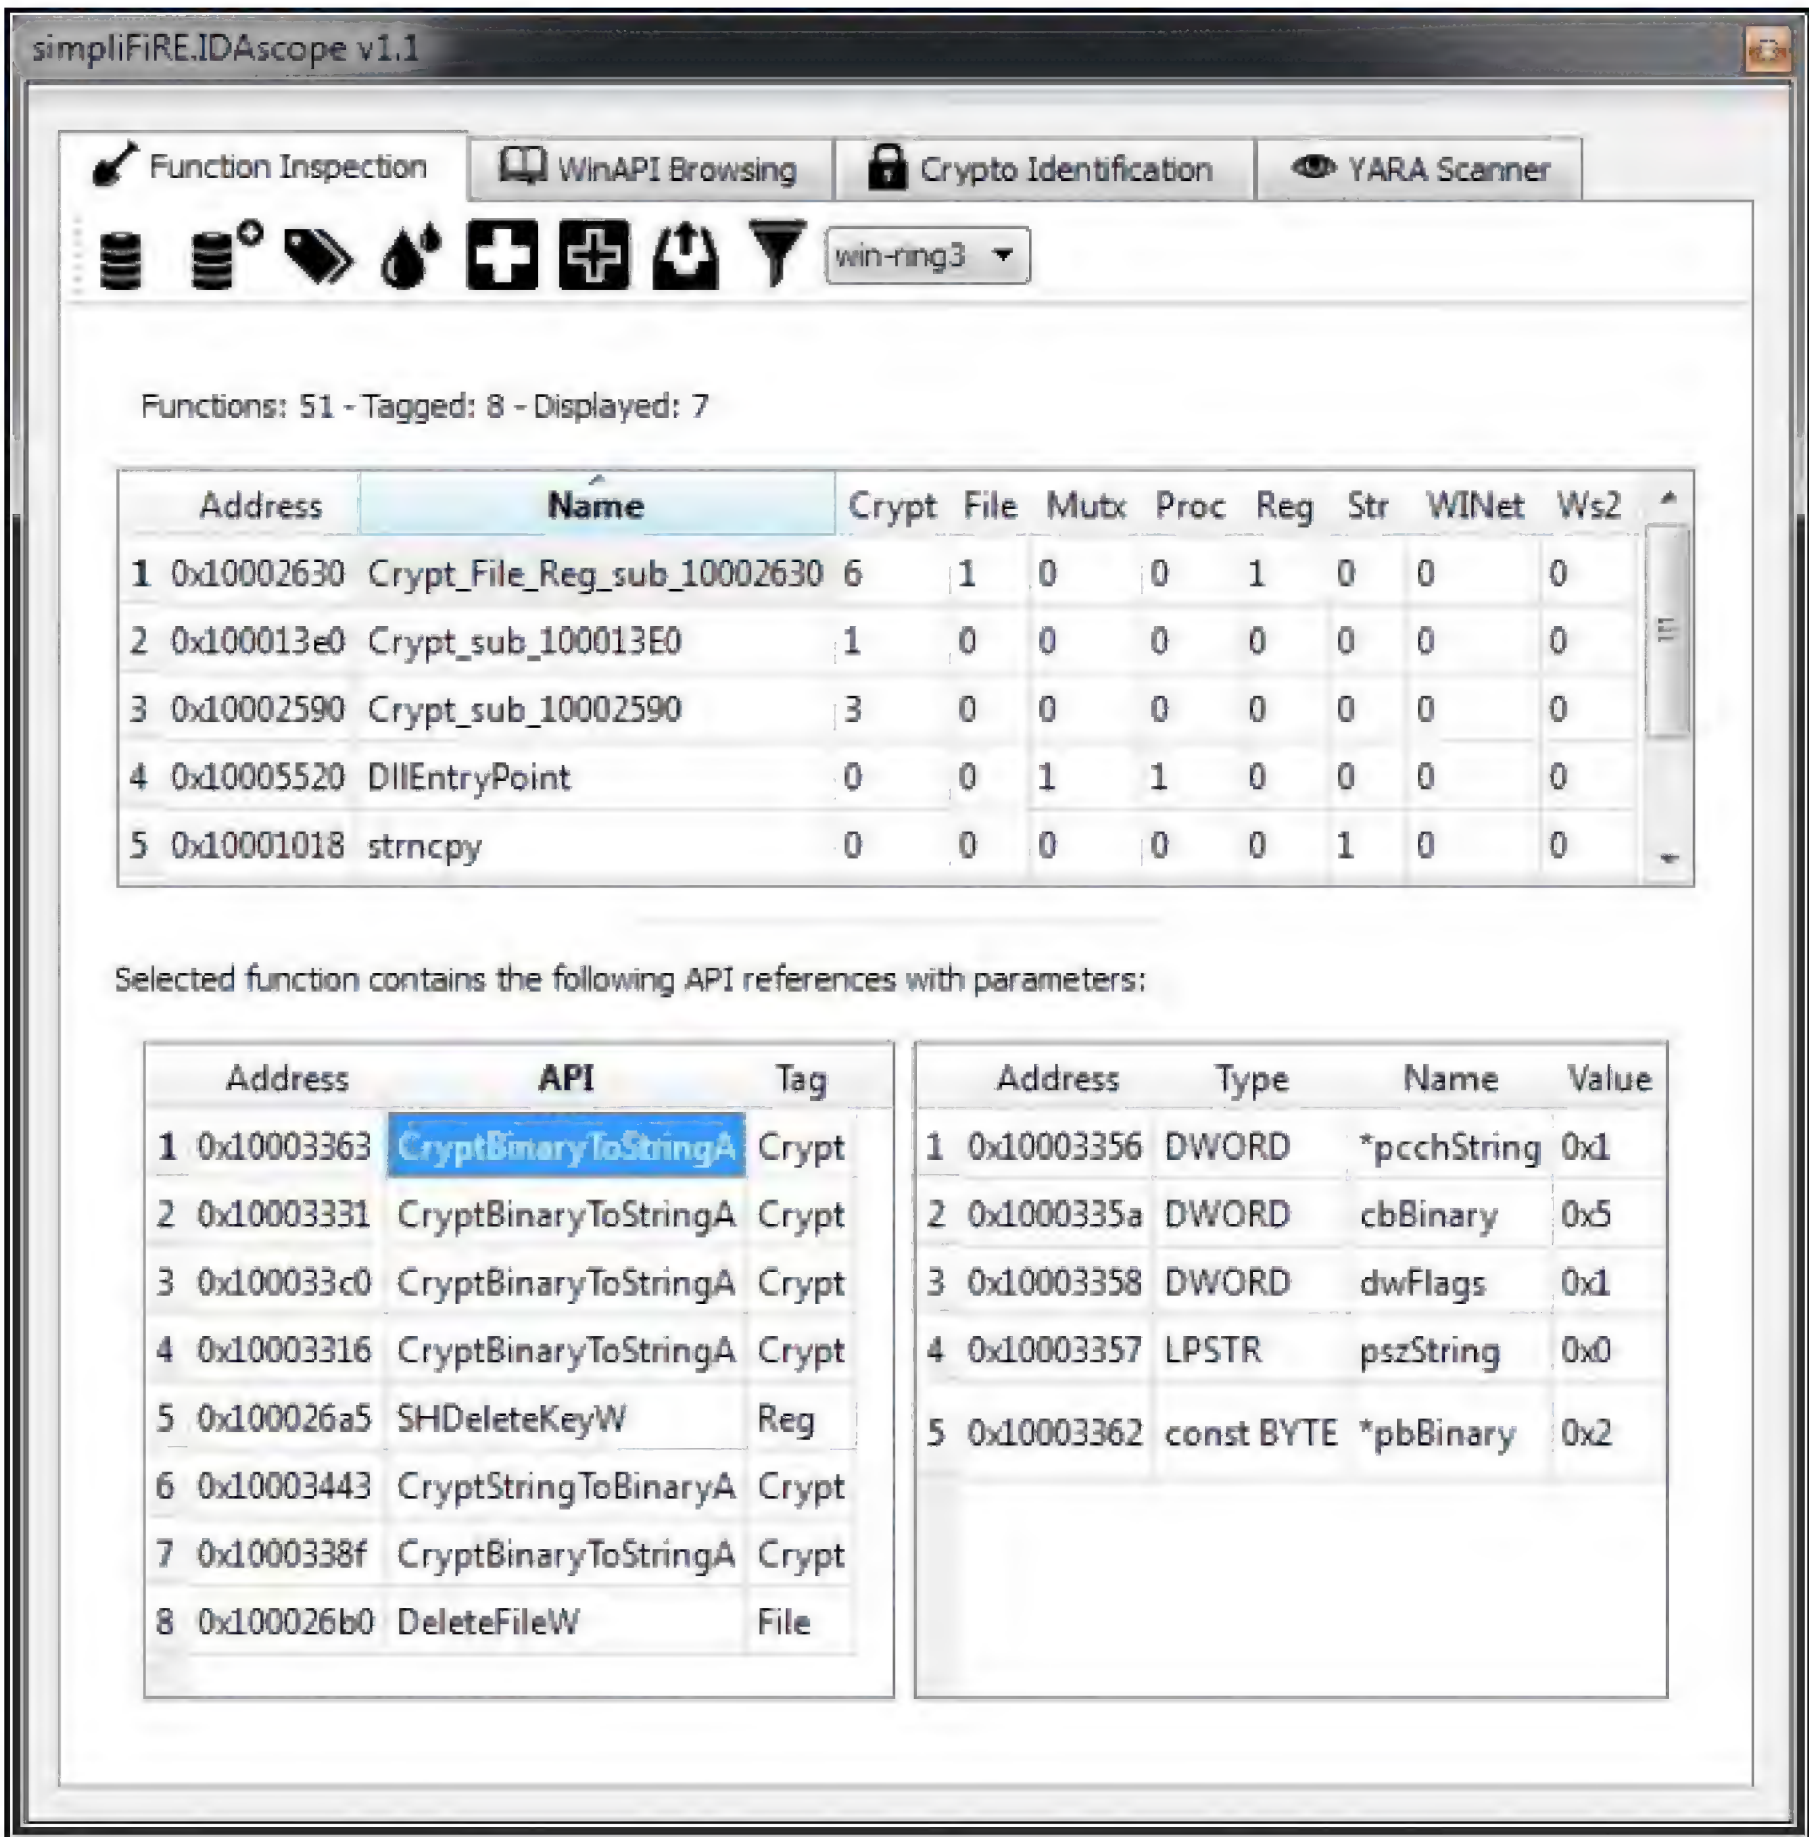 simpliFiRE.IDAscope v1.1
Function Inspection WinAPI Browsing Crypto Identification YARA Scanner
win-ring3
Functions: 51 - Tagged: 8 - Displayed: 7
Address Name Crypt File Mutx Proc Reg Str WINet Ws2
1 0x10002630 Crypt_File_Reg_sub_10002630 6 1 0 0 1 0 0 0
2 0x100013e0 Crypt_sub_100013E0 1 0 0 0 0 0 0 0
3 0x10002590 Crypt_sub_10002590 3 0 0 0 0 0 0 0
4 0x10005520 DllEntryPoint 0 0 1 1 0 0 0 0
5 0x10001018 strncpy 0 0 0 0 0 1 0 0
Selected function contains the following API references with parameters:
Address API Tag
1 0x10003363 CryptBinaryToStringA Crypt
2 0x10003331 CryptBinaryToStringA Crypt
3 0x100033c0 CryptBinaryToStringA Crypt
4 0x10003316 CryptBinaryToStringA Crypt
5 0x100026a5 SHDeleteKeyW Reg
6 0x10003443 CryptStringToBinaryA Crypt
7 0x1000338f CryptBinaryToStringA Crypt
8 0x100026b0 DeleteFileW File
Address Type Name Value
1 0x10003356 DWORD *pcchString 0x1
2 0x1000335a DWORD cbBinary 0x5
3 0x10003358 DWORD dwFlags 0x1
4 0x10003357 LPSTR pszString 0x0
5 0x10003362 const BYTE *pbBinary 0x2